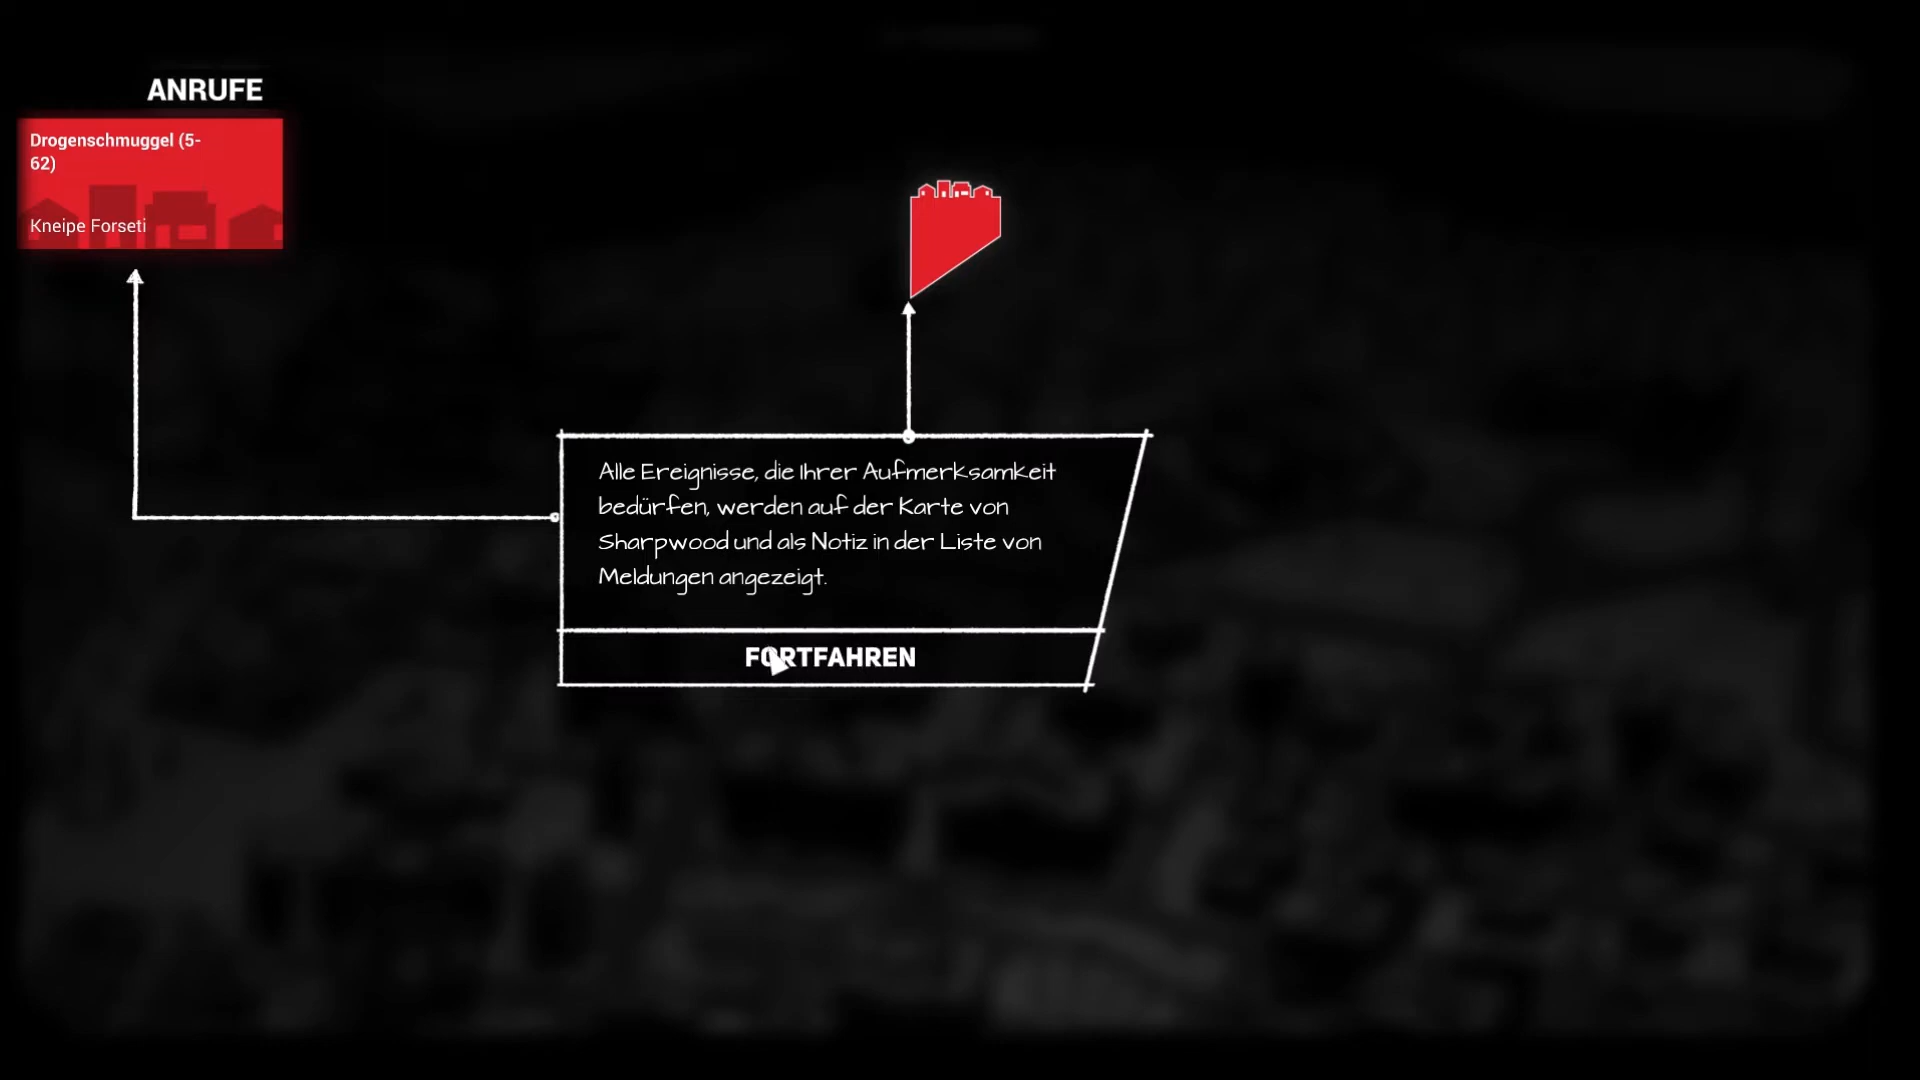 ANRUFE
Drogenschmuggel (5-
62)
Kneipe Forseti
Alle Ereignisse, die Ihrer Aufmerksamkeit
bedürfen, werden auf der Karte von
Sharpwood und als Notiz in der Liste von
Meldungen angezeigt.
FORTFAHREN